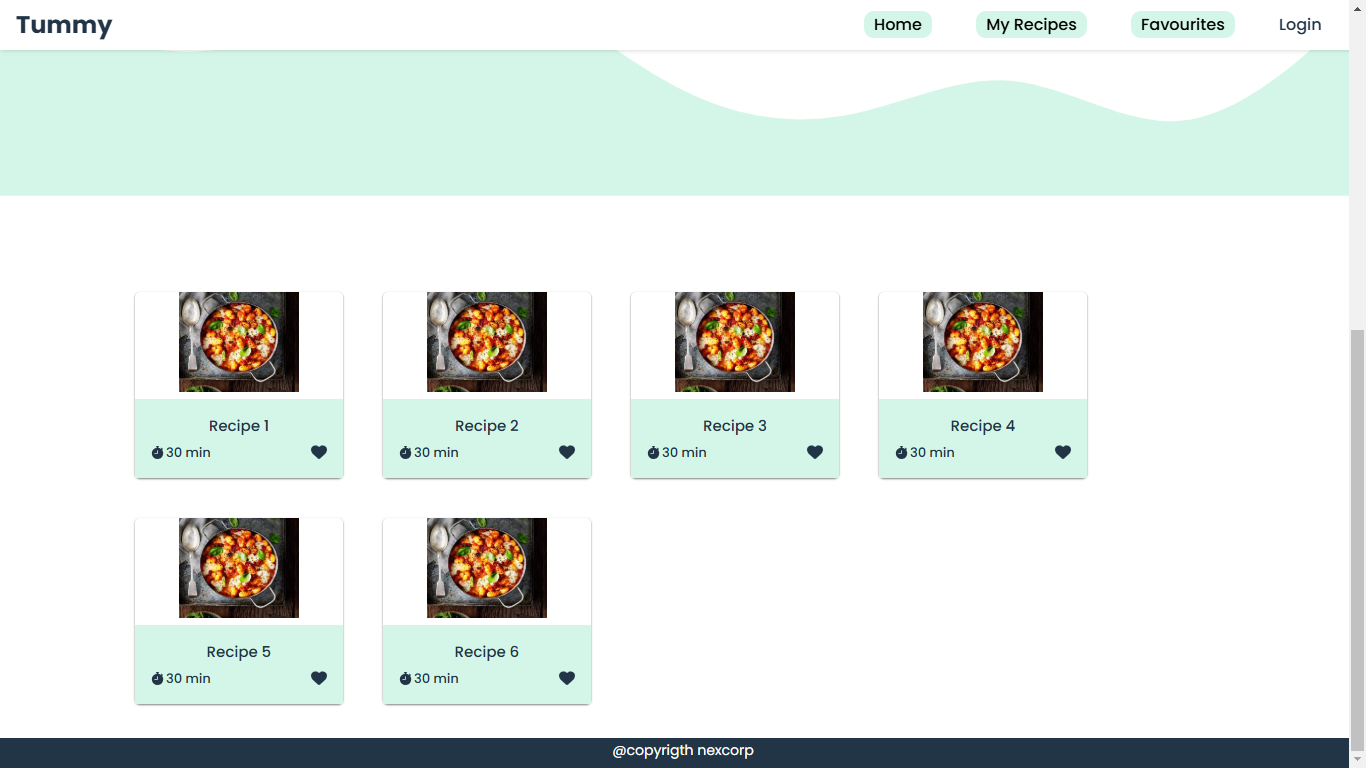 Tummy
Home
My Recipes
Favourites
Login
Recipe 1
30 min
Recipe 2
30 min
Recipe 3
30 min
Recipe 4
30 min
Recipe 5
30 min
Recipe 6
30 min
@copyrigth nexcorp